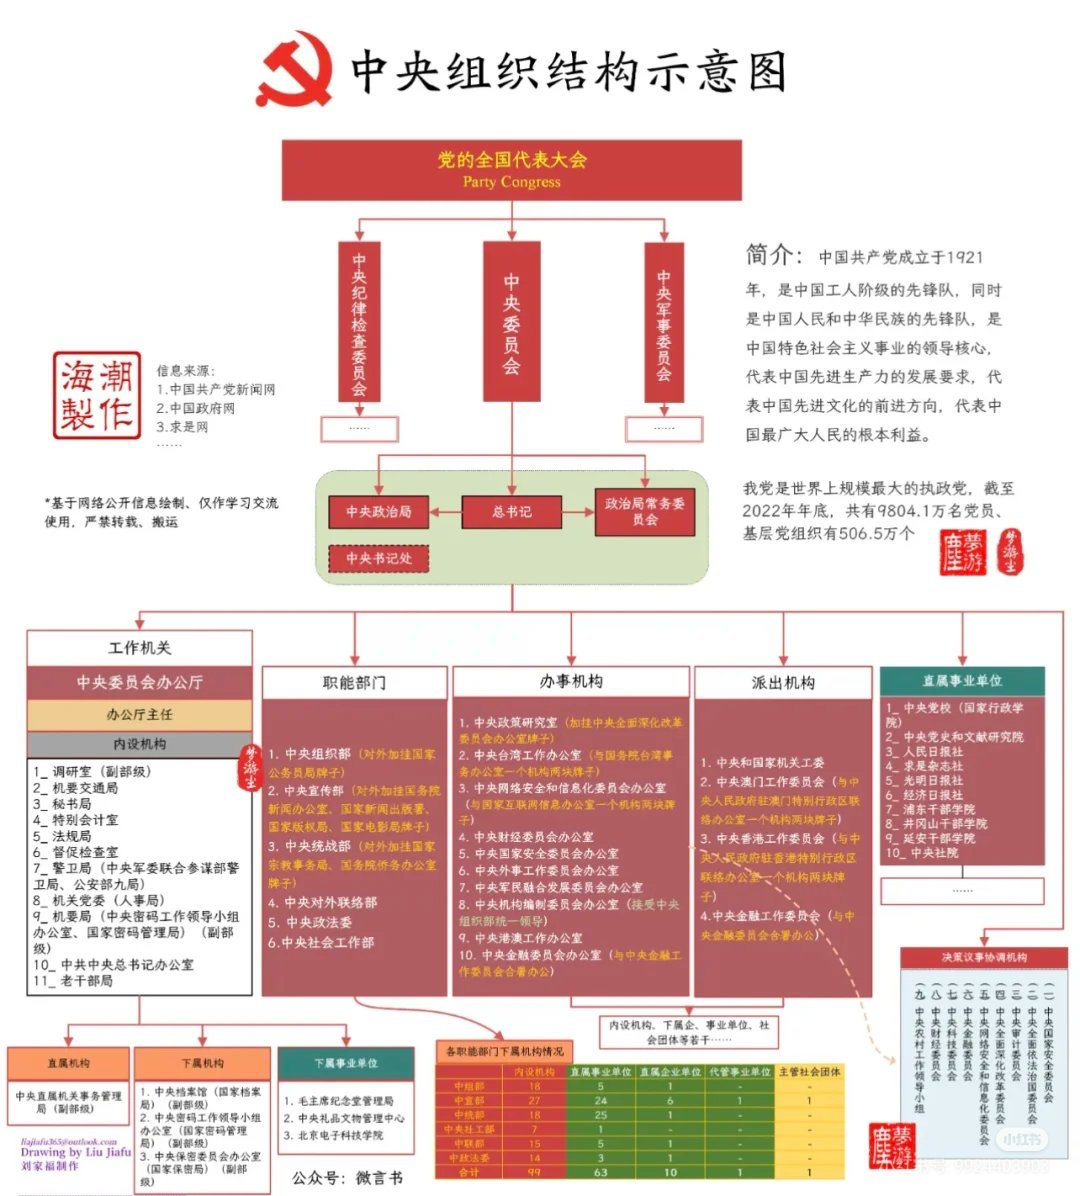 中央组织结构示意图
党的全国代表大会
Party Congress
中央纪律检查委员会
中央委员会
中央军事委员会
……
……
简介：中国共产党成立于1921
年，是中国工人阶级的先锋队，同时
是中国人民和中华民族的先锋队，是
中国特色社会主义事业的领导核心，
代表中国先进生产力的发展要求，代
表中国先进文化的前进方向，代表中
国最广大人民的根本利益。
我党是世界上规模最大的执政党，截至
2022年年底，共有9804.1万名党员、
基层党组织有506.5万个
夢游塵
梦游尘
海潮製作
信息来源：
1.中国共产党新闻网
2.中国政府网
3.求是网
……
*基于网络公开信息绘制、仅作学习交流
使用，严禁转载、搬运
中央政治局
总书记
政治局常务委
员会
中央书记处
工作机关
中央委员会办公厅
办公厅主任
内设机构
1_ 调研室（副部级）
2_ 机要交通局
3_ 秘书局
4_ 特别会计室
5_ 法规局
6_ 督促检查室
7_ 警卫局（中央军委联合参谋部警
卫局、公安部九局）
8_ 机关党委（人事局）
9_ 机要局（中央密码工作领导小组
办公室、国家密码管理局）（副部
级）
10_ 中共中央总书记办公室
11_ 老干部局
梦游尘
职能部门
1. 中央组织部（对外加挂国家
公务员局牌子）
2. 中央宣传部（对外加挂国务院
新闻办公室、国家新闻出版署、
国家版权局、国家电影局牌子）
3. 中央统战部（对外加挂国家
宗教事务局、国务院侨务办公室
牌子）
4. 中央对外联络部
5. 中央政法委
6.中央社会工作部
办事机构
1. 中央政策研究室（加挂中央全面深化改革
委员会办公室牌子）
2. 中央台湾工作办公室（与国务院台湾事
务办公室一个机构两块牌子）
3. 中央网络安全和信息化委员会办公室
（与国家互联网信息办公室一个机构两块牌
子）
4. 中央财经委员会办公室
5. 中央国家安全委员会办公室
6. 中央外事工作委员会办公室
7. 中央军民融合发展委员会办公室
8. 中央机构编制委员会办公室（接受中央
组织部统一领导）
9. 中央港澳工作办公室
10. 中央金融委员会办公室（与中央金融工
作委员会合署办公）
派出机构
1. 中央和国家机关工委
2. 中央澳门工作委员会（与中
央人民政府驻澳门特别行政区联
络办公室一个机构两块牌子）
3. 中央香港工作委员会（与中
央人民政府驻香港特别行政区
联络办公室一个机构两块牌
子）
4.中央金融工作委员会（与中
央金融委员会合署办公）
直属事业单位
1_ 中央党校（国家行政学
院）
2_ 中央党史和文献研究院
3_ 人民日报社
4_ 求是杂志社
5_ 光明日报社
6_ 经济日报社
7_ 浦东干部学院
8_ 井冈山干部学院
9_ 延安干部学院
10_ 中央社院
……
决策议事协调机构
（一）中央国家安全委员会
（二）中央全面依法治国委员会
（三）中央审计委员会
（四）中央全面深化改革委员会
（五）中央网络安全和信息化委员会
（六）中央金融委员会
（七）中央科技委员会
（八）中央财经委员会
（九）中央农村工作领导小组
内设机构、下属企、事业单位、社
会团体等若干……
直属机构
中央直属机关事务管理
局（副部级）
下属机构
1. 中央档案馆（国家档案
局）（副部级）
2. 中央密码工作领导小组
办公室（国家密码管理
局）（副部级）
3. 中央保密委员会办公室
（国家保密局）（副部
级）
下属事业单位
1. 毛主席纪念堂管理局
2. 中央礼品文物管理中心
3. 北京电子科技学院
各职能部门下属机构情况
内设机构 直属事业单位 直属企业单位 代管事业单位 主管社会团体
中组部 18 5 1 - -
中宣部 27 24 6 1 1
中统部 18 25 1 - -
中央社工部 7 1 - - -
中联部 15 5 1 - -
中政法委 14 3 1 - -
合计 99 63 10 1 1
liajiafu365@outlook.com
Drawing by Liu Jiafu
刘家福制作
公众号：微言书
夢游塵
小红书